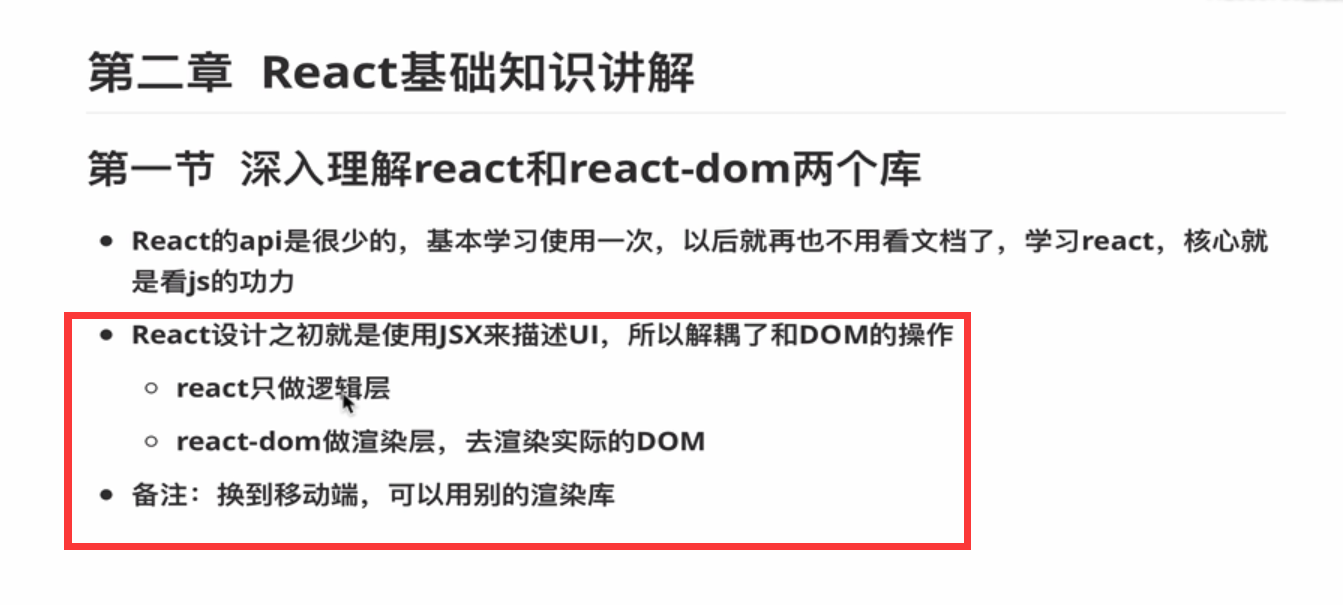 第二章 React基础知识讲解
第一节 深入理解react和react-dom两个库
React的api是很少的，基本学习使用一次，以后就再也不用看文档了，学习react，核心就
是看js的功力
React设计之初就是使用JSX来描述UI，所以解耦了和DOM的操作
react只做逻辑层
react-dom做渲染层，去渲染实际的DOM
备注：换到移动端，可以用别的渲染库